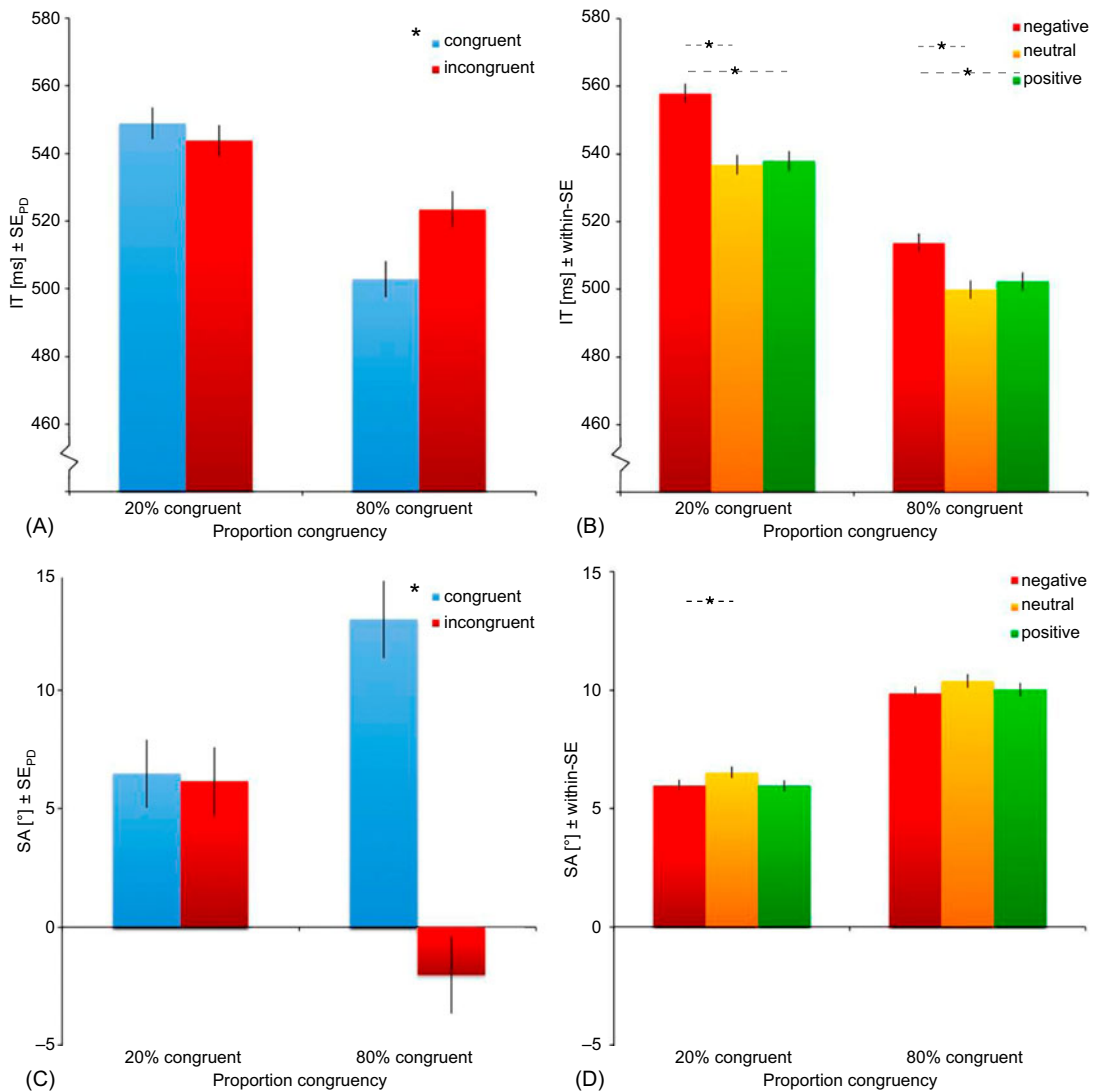 580
560
540
520
500
480
460
IT [ms] ± SE_PD
* congruent
incongruent
20% congruent
80% congruent
Proportion congruency
(A)
580
560
540
520
500
480
460
IT [ms] ± within-SE
negative
neutral
positive
*
*
*
*
20% congruent
80% congruent
Proportion congruency
(B)
15
10
5
0
–5
SA [°] ± SE_PD
* congruent
incongruent
20% congruent
80% congruent
Proportion congruency
(C)
15
10
5
0
–5
SA [°] ± within-SE
negative
neutral
positive
*
20% congruent
80% congruent
Proportion congruency
(D)